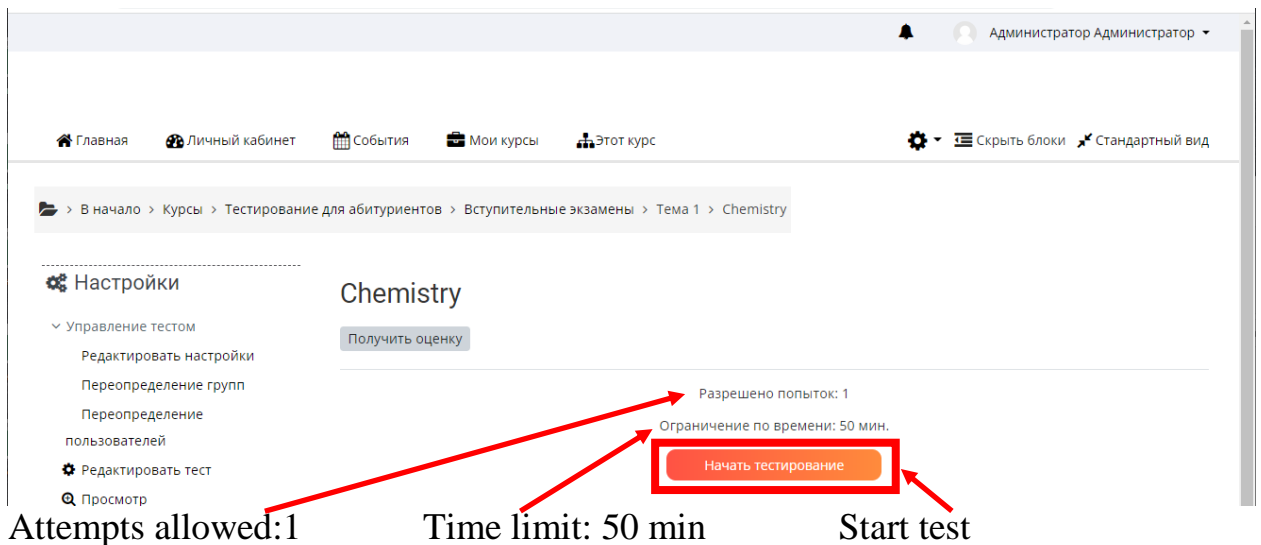 Администратор Администратор
Главная Личный кабинет События Мои курсы Этот курс Скрыть блоки Стандартный вид
> В начало > Курсы > Тестирование для абитуриентов > Вступительные экзамены > Тема 1 > Chemistry
Настройки
Управление тестом
Редактировать настройки
Переопределение групп
Переопределение
пользователей
Редактировать тест
Просмотр
Chemistry
Получить оценку
Разрешено попыток: 1
Ограничение по времени: 50 мин.
Начать тестирование
Attempts allowed:1 Time limit: 50 min Start test